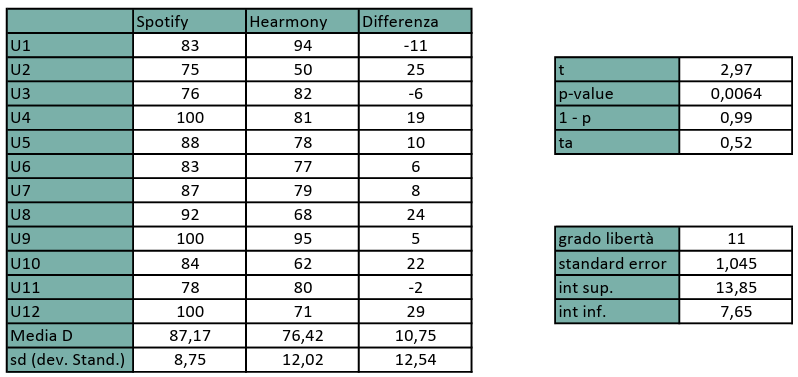 Spotify Hearmony Differenza
U1 83 94 -11
U2 75 50 25
U3 76 82 -6
U4 100 81 19
U5 88 78 10
U6 83 77 6
U7 87 79 8
U8 92 68 24
U9 100 95 5
U10 84 62 22
U11 78 80 -2
U12 100 71 29
Media D 87,17 76,42 10,75
sd (dev. Stand.) 8,75 12,02 12,54
t 2,97
p-value 0,0064
1 - p 0,99
ta 0,52
grado libertà 11
standard error 1,045
int sup. 13,85
int inf. 7,65